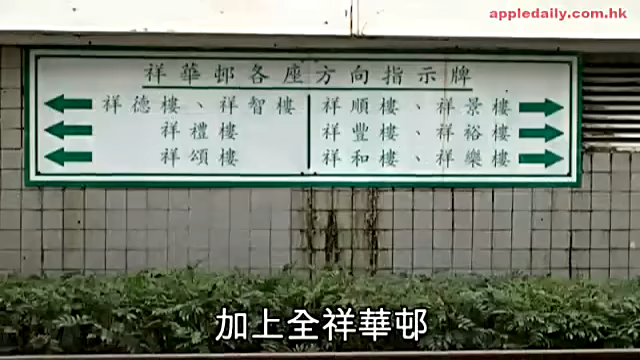 appledaily.com.hk
祥華邨各座方向指示牌
祥德樓、祥智樓 祥順樓、祥景樓
祥禮樓 祥豐樓、祥裕樓
祥頌樓 祥和樓、祥樂樓
加上全祥華邨